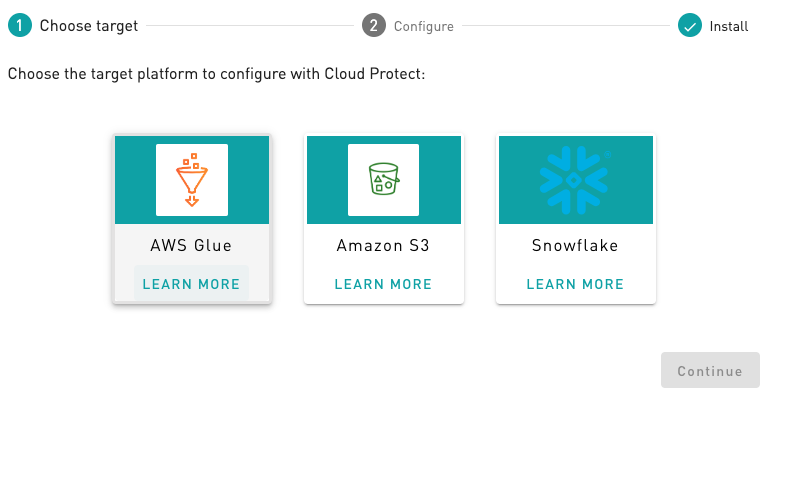 1 Choose target
2 Configure
Install
Choose the target platform to configure with Cloud Protect:
AWS Glue
LEARN MORE
Amazon S3
LEARN MORE
Snowflake
LEARN MORE
Continue